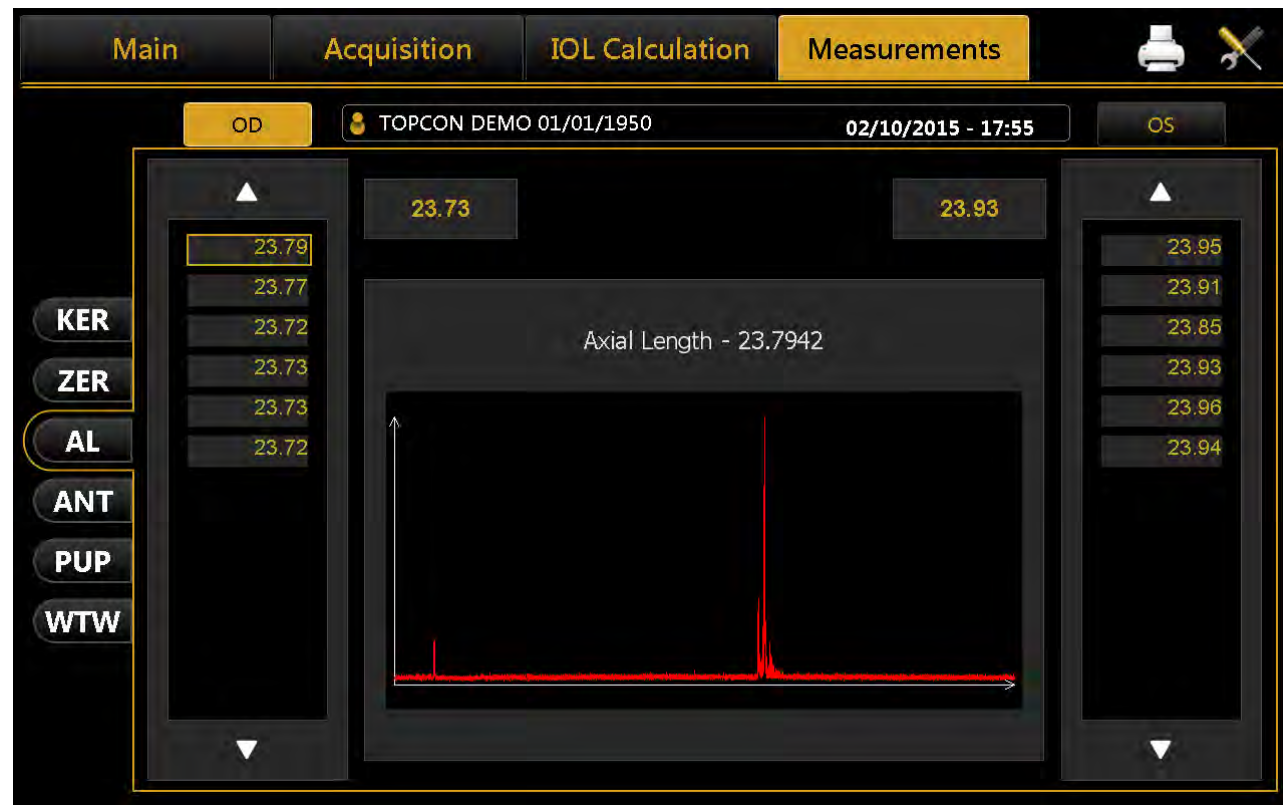 Main Acquisition IOL Calculation Measurements
OD TOPCON DEMO 01/01/1950 02/10/2015 - 17:55 OS
23.73 23.93
23.79
23.77
23.72
23.73
23.73
23.72
Axial Length - 23.7942
23.95
23.91
23.85
23.93
23.96
23.94
KER
ZER
AL
ANT
PUP
WTW